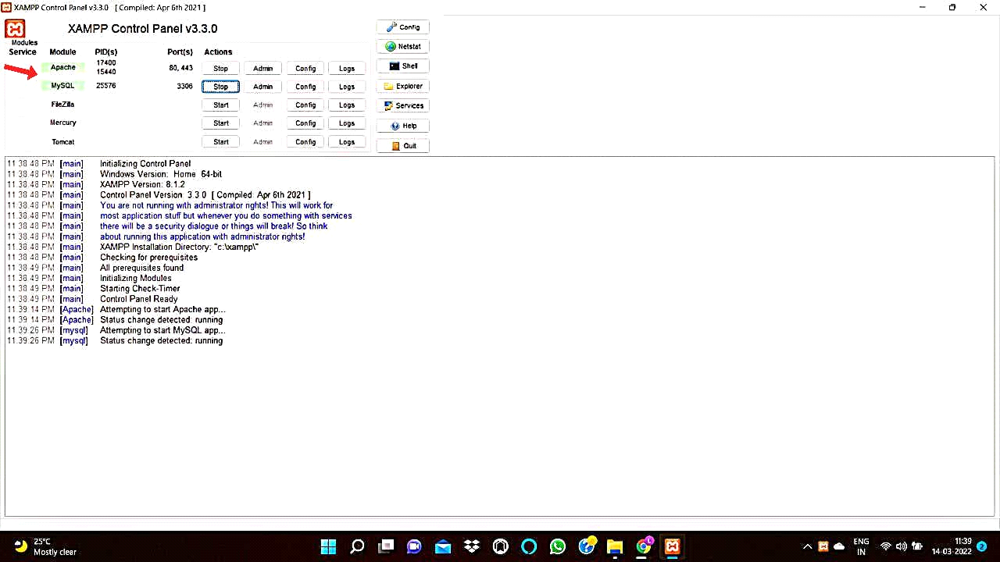 XAMPP Control Panel v3.3.0 [ Compiled: Apr 6th 2021 ]
XAMPP Control Panel v3.3.0
Config
Modules
Service Module PID(s) Port(s) Actions
Netstat
Apache 17400 15440 80, 443 Stop Admin Config Logs
Shell
MySQL 25576 3306 Stop Admin Config Logs
Explorer
FileZilla Start Admin Config Logs
Services
Mercury Start Admin Config Logs
Help
Tomcat Start Admin Config Logs
Quit
11:38:48 PM [main] Initializing Control Panel
11:38:48 PM [main] Windows Version: Home 64-bit
11:38:48 PM [main] XAMPP Version: 8.1.2
11:38:48 PM [main] Control Panel Version: 3.3.0 [ Compiled: Apr 6th 2021 ]
11:38:48 PM [main] You are not running with administrator rights! This will work for
11:38:48 PM [main] most application stuff but whenever you do something with services
11:38:48 PM [main] there will be a security dialogue or things will break! So think
11:38:48 PM [main] about running this application with administrator rights!
11:38:48 PM [main] XAMPP Installation Directory: "c:\xampp\"
11:38:48 PM [main] Checking for prerequisites
11:38:49 PM [main] All prerequisites found
11:38:49 PM [main] Initializing Modules
11:38:49 PM [main] Starting Check-Timer
11:38:49 PM [main] Control Panel Ready
11:39:14 PM [Apache] Attempting to start Apache app...
11:39:14 PM [Apache] Status change detected: running
11:39:26 PM [mysql] Attempting to start MySQL app...
11:39:26 PM [mysql] Status change detected: running
25°C
Mostly clear
ENG
IN
11:39
-03-2022
2